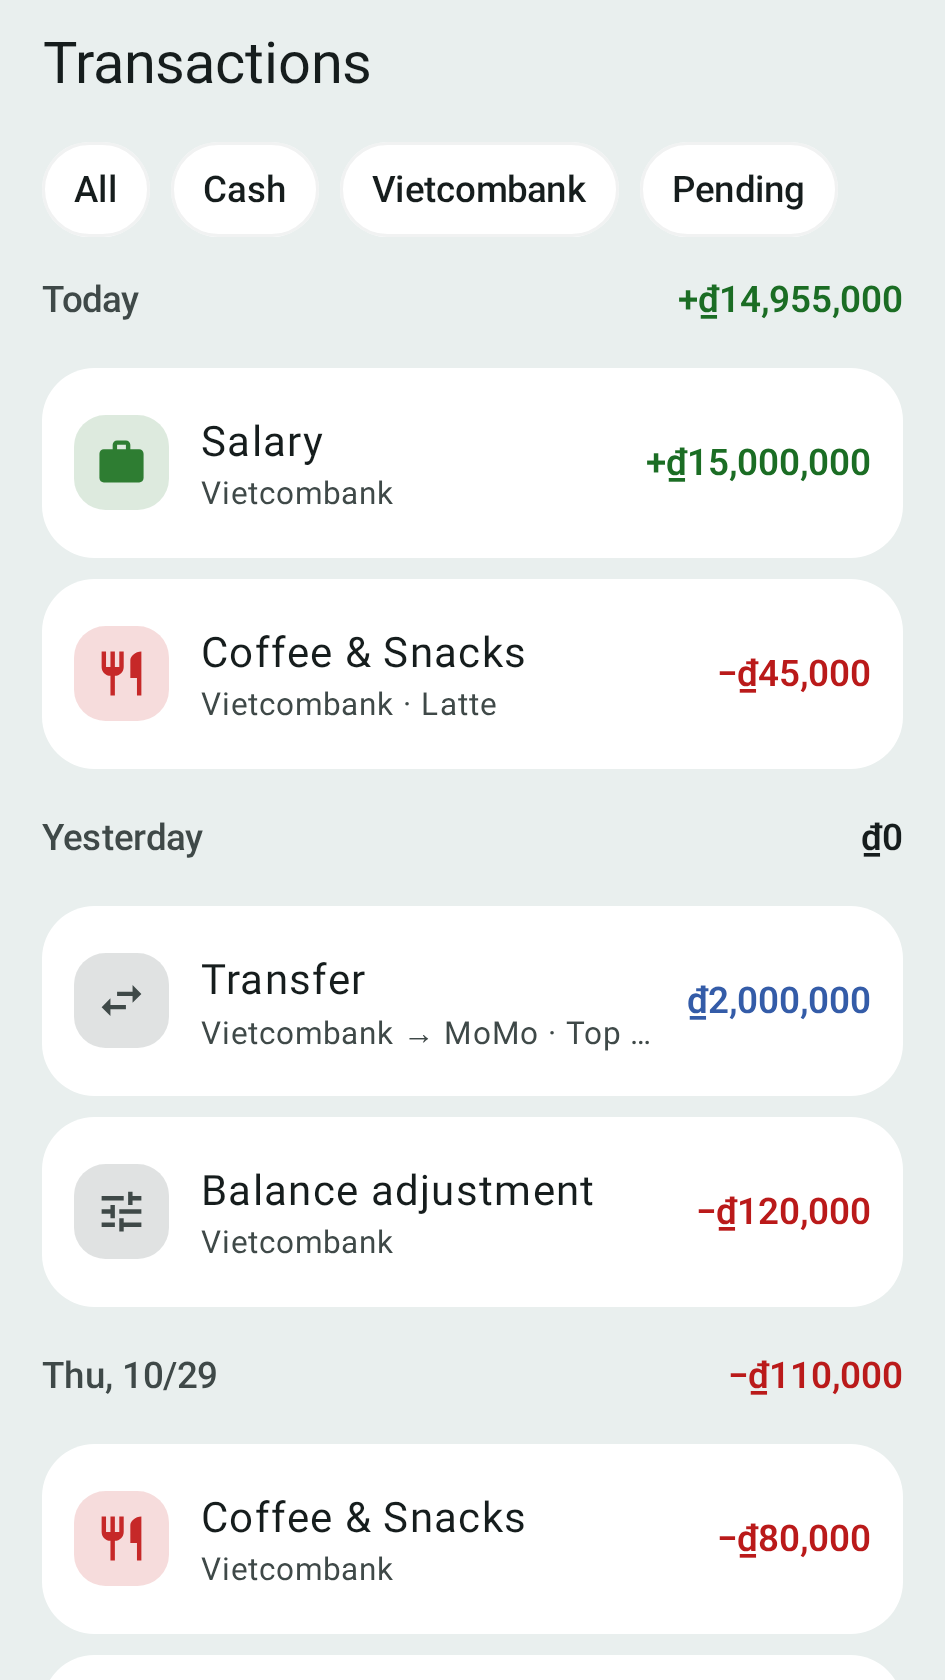 Transactions
All Cash Vietcombank Pending
Today +₫14,955,000
Salary
Vietcombank
+₫15,000,000
Coffee & Snacks
Vietcombank · Latte
−₫45,000
Yesterday ₫0
Transfer
Vietcombank → MoMo · Top …
₫2,000,000
Balance adjustment
Vietcombank
−₫120,000
Thu, 10/29 −₫110,000
Coffee & Snacks
Vietcombank
−₫80,000